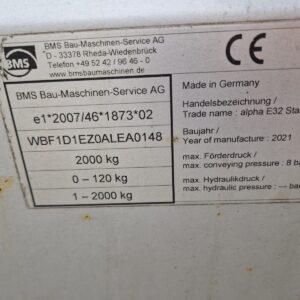 BMS
BMS Bau-Maschinen-Service AG
D - 33378 Rheda-Wiedenbrück
Telefon +49 52 42 / 96 46 - 0
www.bmsbaumaschinen.de
CE
BMS Bau-Maschinen-Service AG
e1*2007/46*1873*02
WBF1D1EZ0ALEA0148
2000 kg
0 – 120 kg
1 – 2000 kg
Made in Germany
Handelsbezeichnung /
Trade name : alpha E32 Sta
Baujahr /
Year of manufacture : 2021
max. Förderdruck /
max. conveying pressure : 8 ba
max. Hydraulikdruck /
max. hydraulic pressure : --- ba